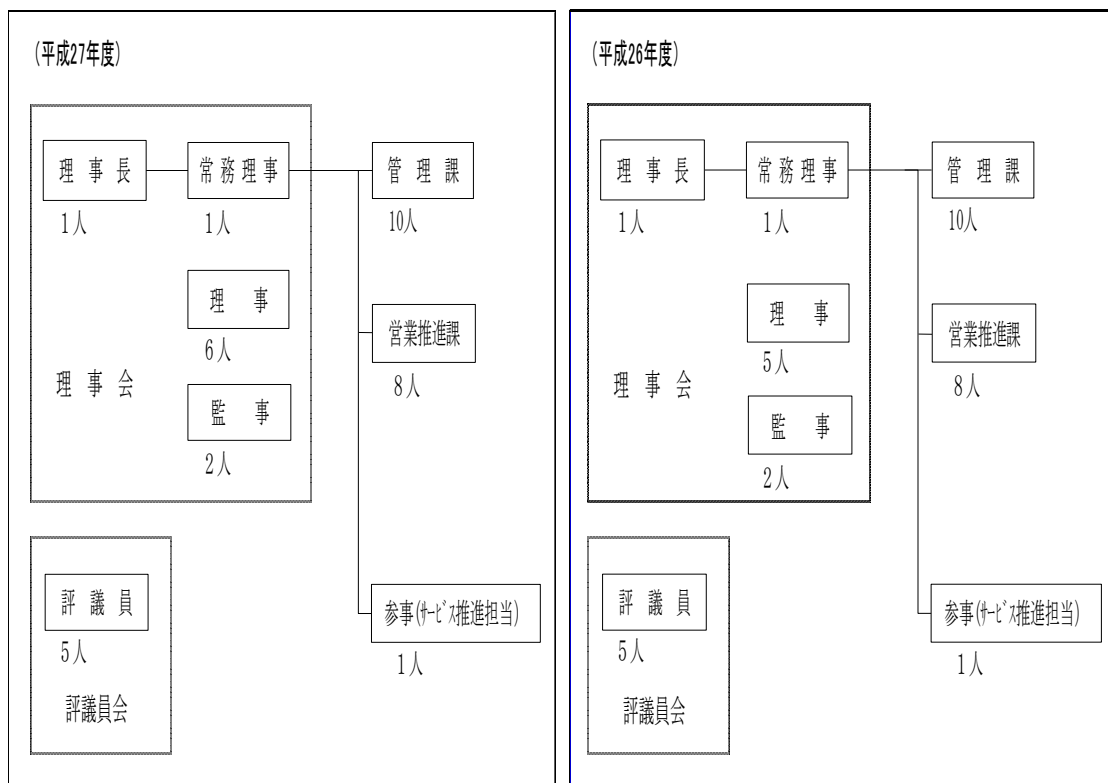 (平成27年度)
理事長
常務理事
管理課
1人
1人
10人
理事
営業推進課
6人
8人
理事会
監事
2人
評議員
参事(サービス推進担当)
5人
1人
評議員会
(平成26年度)
理事長
常務理事
管理課
1人
1人
10人
理事
営業推進課
5人
8人
理事会
監事
2人
評議員
参事(サービス推進担当)
5人
1人
評議員会